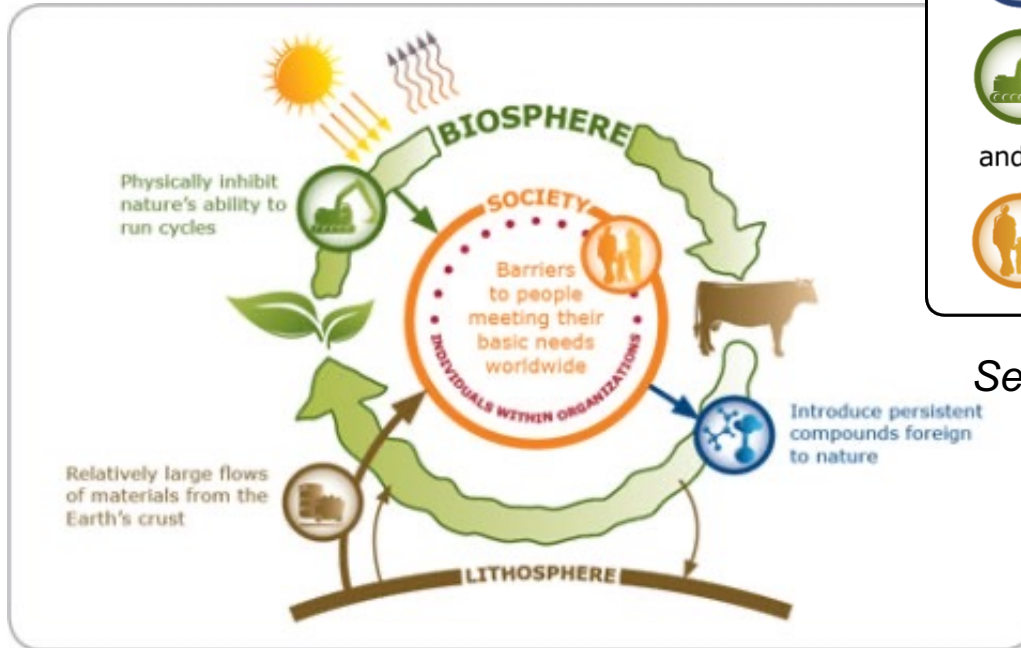 BIOSPHERE
Physically inhibit
nature's ability to
run cycles
SOCIETY
Barriers
to people
meeting their
basic needs
worldwide
INDIVIDUALS WITHIN ORGANIZATIONS
Introduce persistent
compounds foreign
to nature
Relatively large flows
of materials from the
Earth's crust
LITHOSPHERE
and
Se